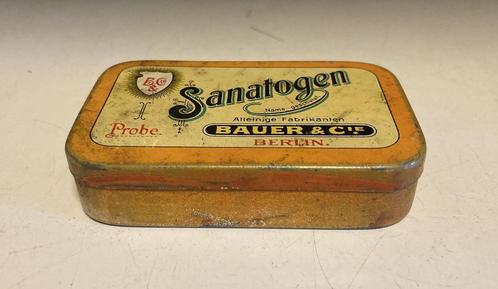 Sanatogen
Name geschützt.
Alleinige Fabrikanten
BAUER & CIE
BERLIN.
Probe.